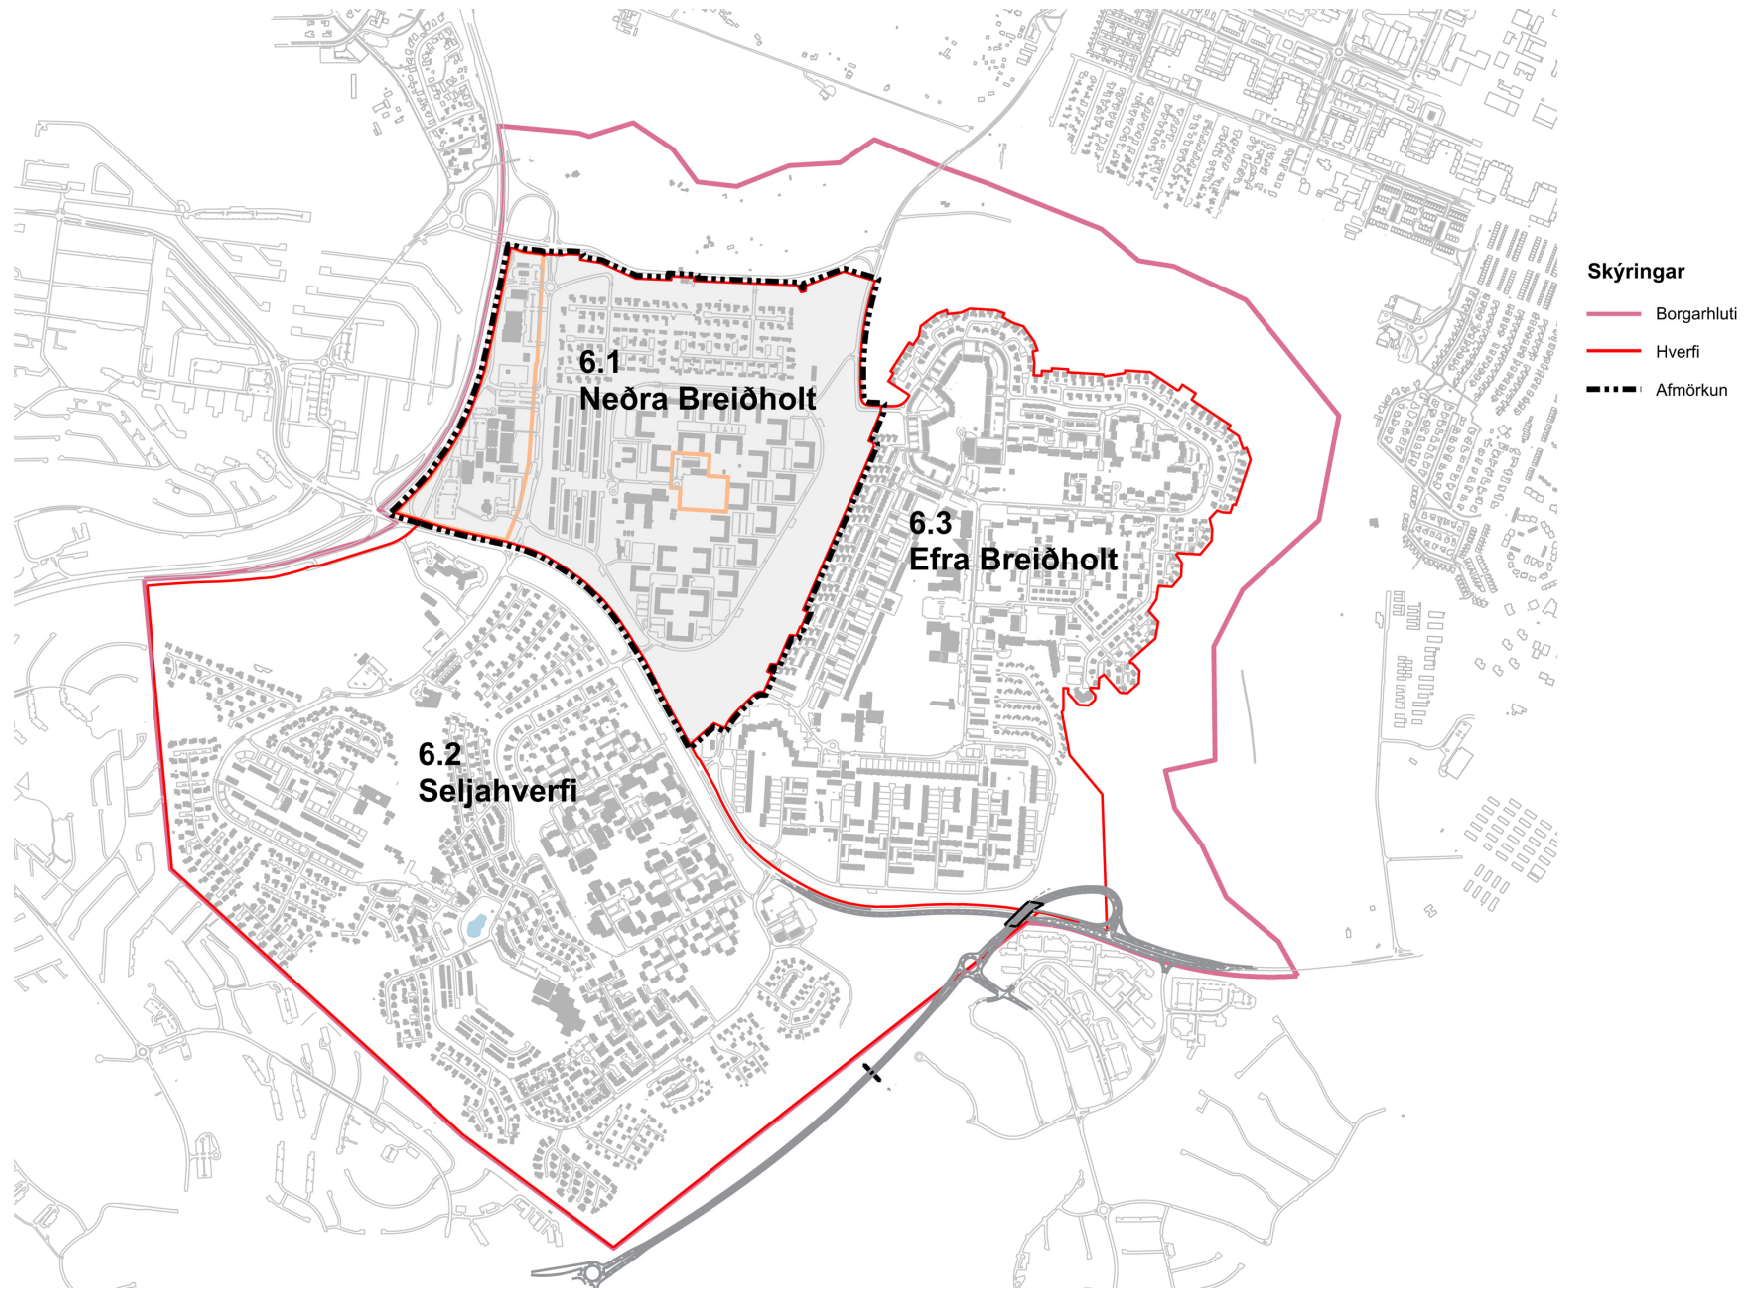 6.1
Neðra Breiðholt
6.3
Efra Breiðholt
6.2
Seljahverfi
Skýringar
Borgarhluti
Hverfi
Afmörkun